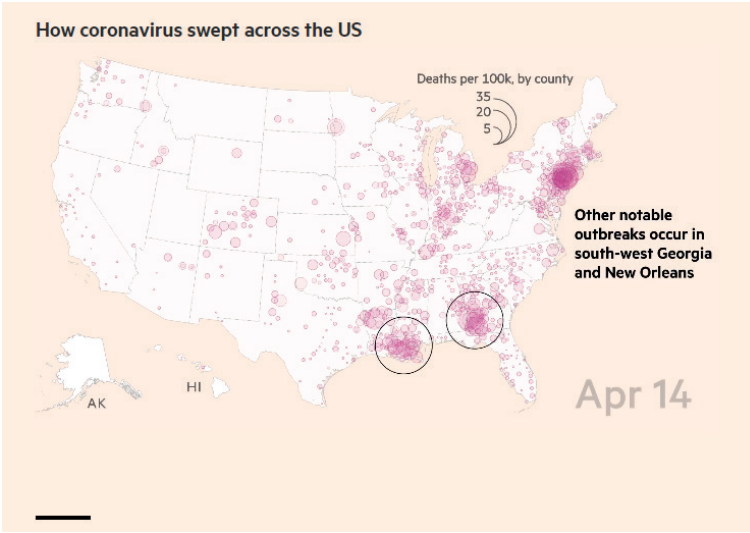 How coronavirus swept across the US
Deaths per 100k, by county
35
20
5
Other notable
outbreaks occur in
south-west Georgia
and New Orleans
Apr 14
HI
AK